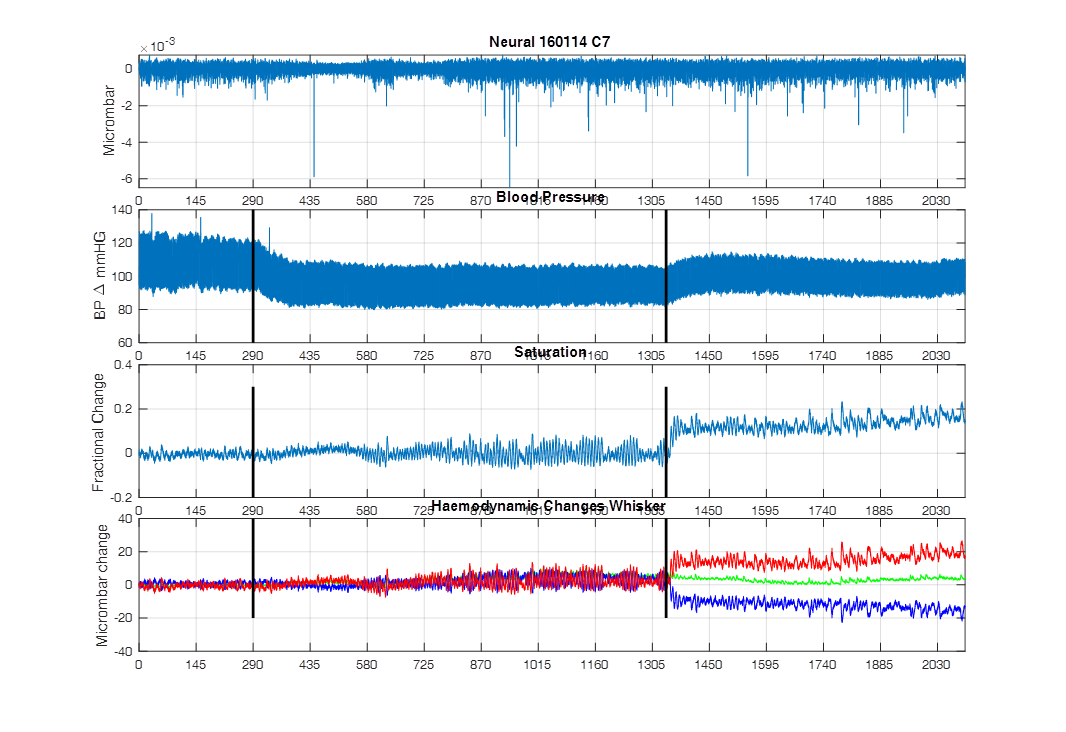 Neural 160114 C7
×10-3
0
-2
-4
-6
Micrombar
0 145 290 435 580 725 870 1015 1160 1305 1450 1595 1740 1885 2030
Blood Pressure
140
120
100
80
60
BP Δ mmHG
0 145 290 435 580 725 870 1015 1160 1305 1450 1595 1740 1885 2030
Saturation
0.4
0.2
0
-0.2
Fractional Change
0 145 290 435 580 725 870 1015 1160 1305 1450 1595 1740 1885 2030
Haemodynamic Changes Whisker
40
20
0
-20
-40
Micrombar change
0 145 290 435 580 725 870 1015 1160 1305 1450 1595 1740 1885 2030